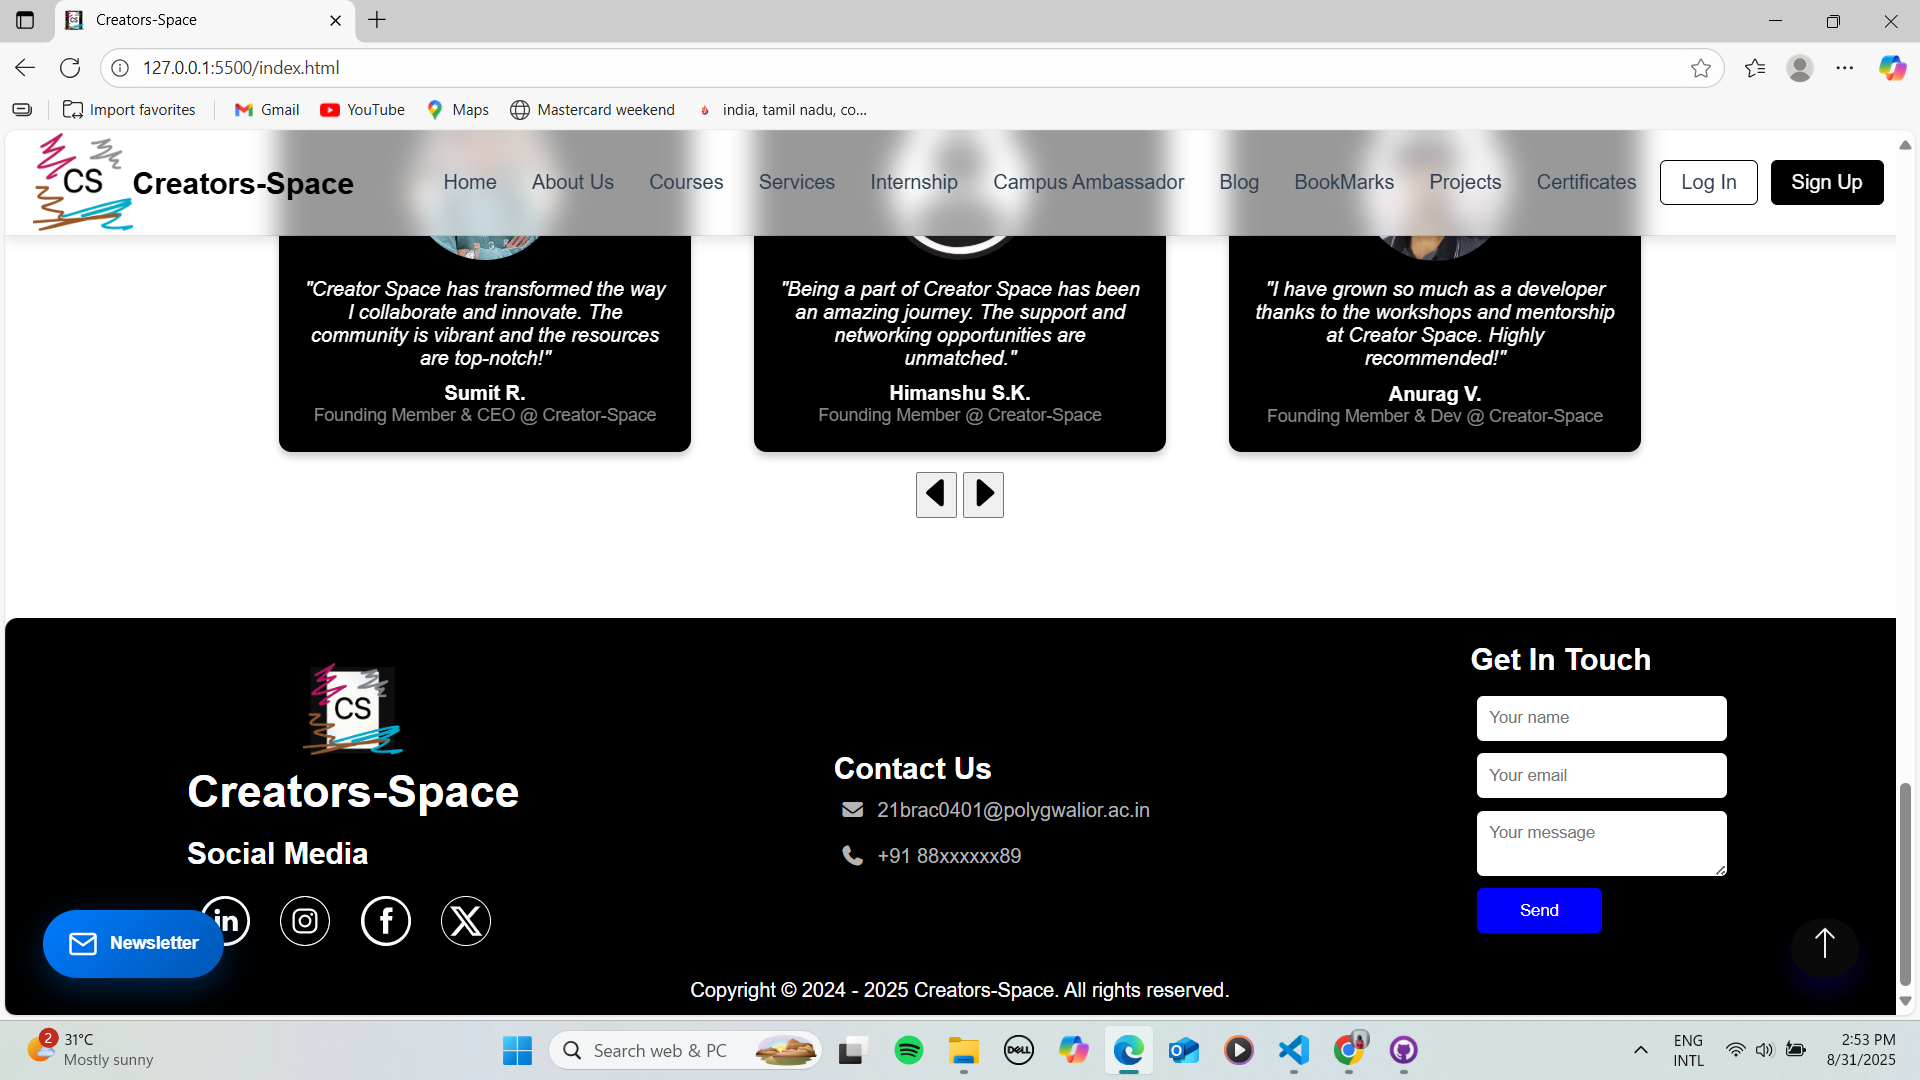 Creators-Space
127.0.0.1:5500/index.html
Import favorites
Gmail
YouTube
Maps
Mastercard weekend
india, tamil nadu, co...
CS
Creators-Space
Home
About Us
Courses
Services
Internship
Campus Ambassador
Blog
BookMarks
Projects
Certificates
Log In
Sign Up
"Creator Space has transformed the way
I collaborate and innovate. The
community is vibrant and the resources
are top-notch!"
Sumit R.
Founding Member & CEO @ Creator-Space
"Being a part of Creator Space has been
an amazing journey. The support and
networking opportunities are
unmatched."
Himanshu S.K.
Founding Member @ Creator-Space
"I have grown so much as a developer
thanks to the workshops and mentorship
at Creator Space. Highly
recommended!"
Anurag V.
Founding Member & Dev @ Creator-Space
CS
Creators-Space
Social Media
in
f
X
Newsletter
Contact Us
21brac0401@polygwalior.ac.in
+91 88xxxxxx89
Get In Touch
Your name
Your email
Your message
Send
Copyright © 2024 - 2025 Creators-Space. All rights reserved.
2
31°C
Mostly sunny
Search web & PC
DELL
ENG
INTL
2:53 PM
8/31/2025